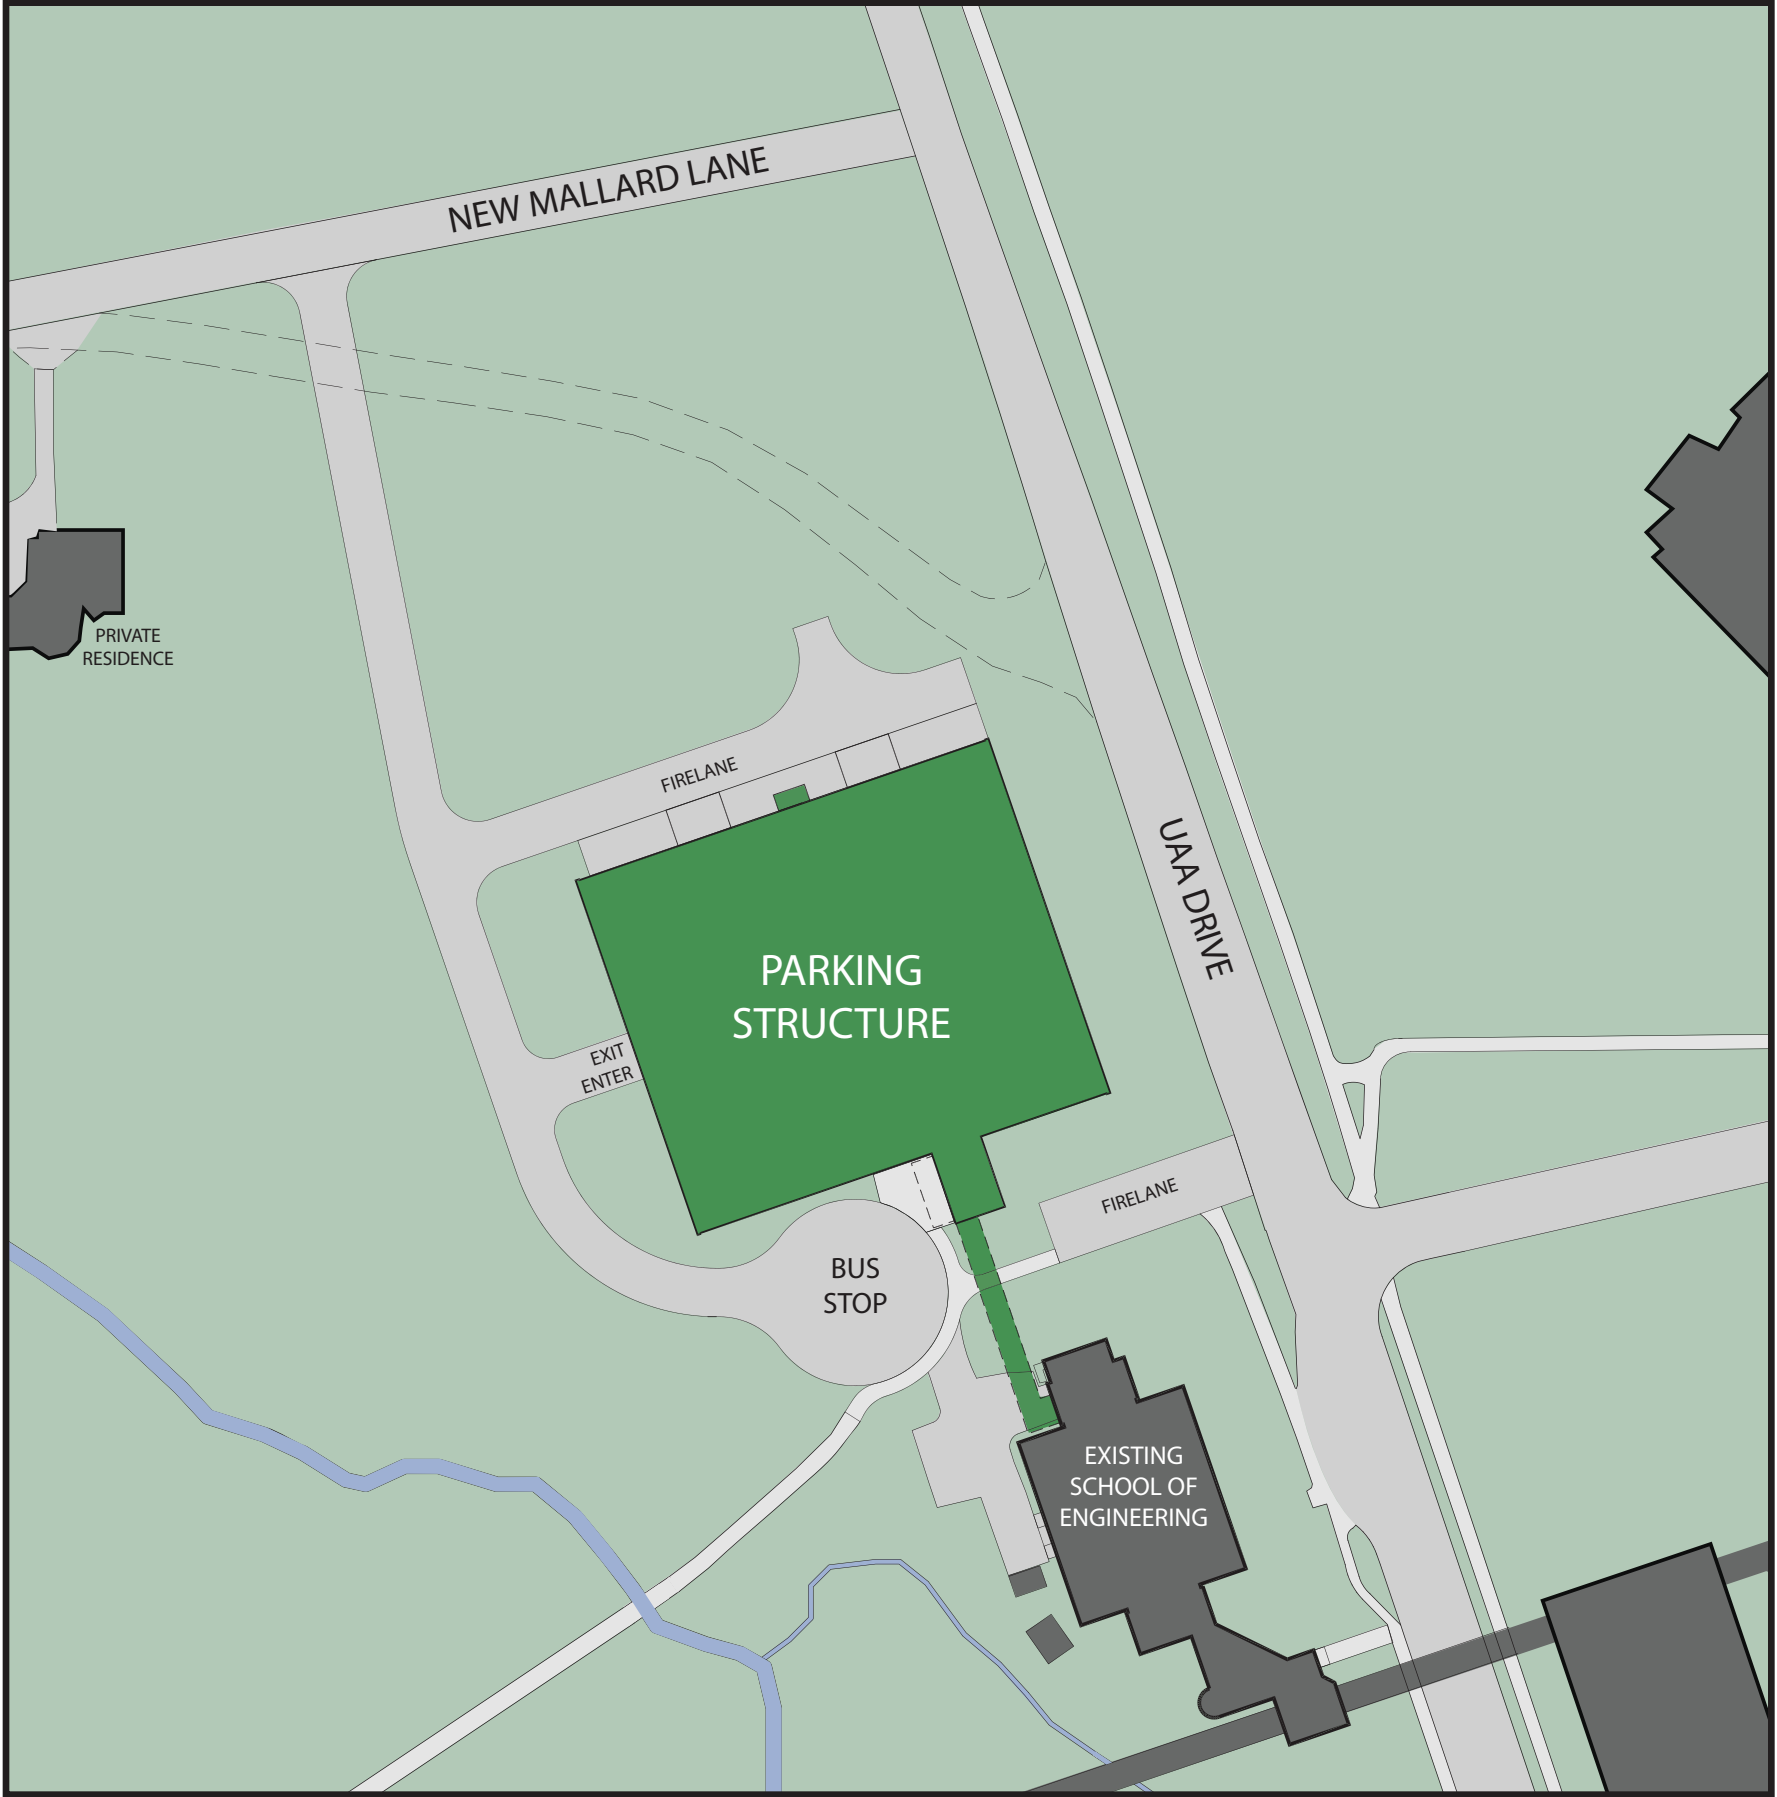 NEW MALLARD LANE
PRIVATE
RESIDENCE
FIRELANE
UAA DRIVE
PARKING
STRUCTURE
EXIT
ENTER
FIRELANE
BUS
STOP
EXISTING
SCHOOL OF
ENGINEERING